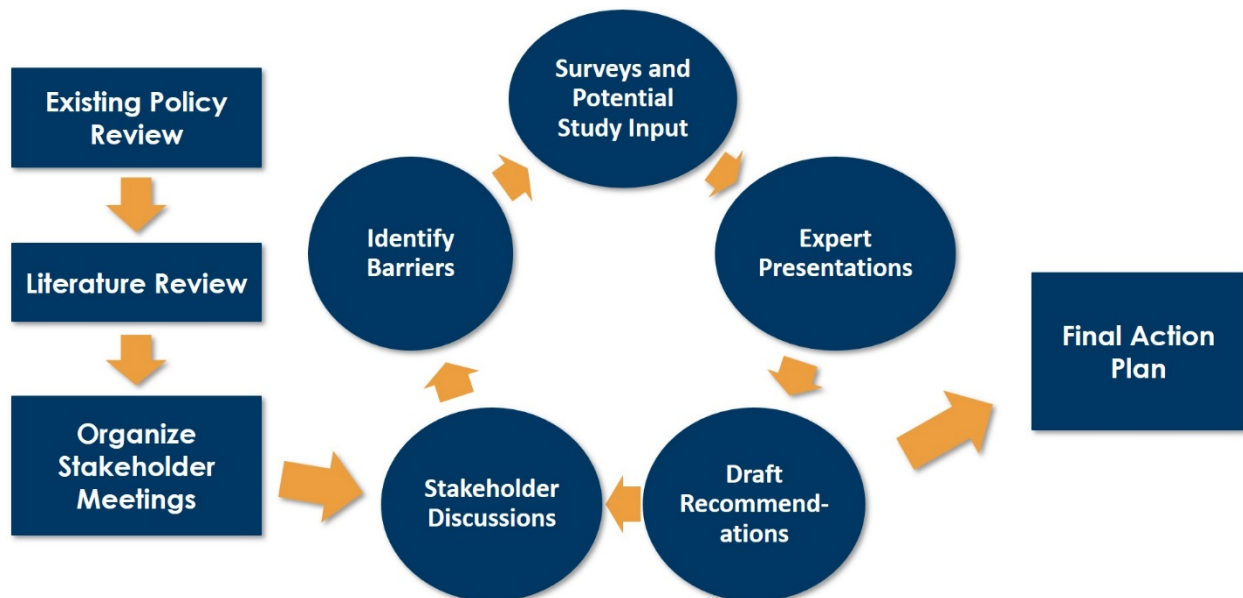 Existing Policy
Review
Literature Review
Organize
Stakeholder
Meetings
Stakeholder
Discussions
Identify
Barriers
Surveys and
Potential
Study Input
Expert
Presentations
Draft
Recommend-
ations
Final Action
Plan